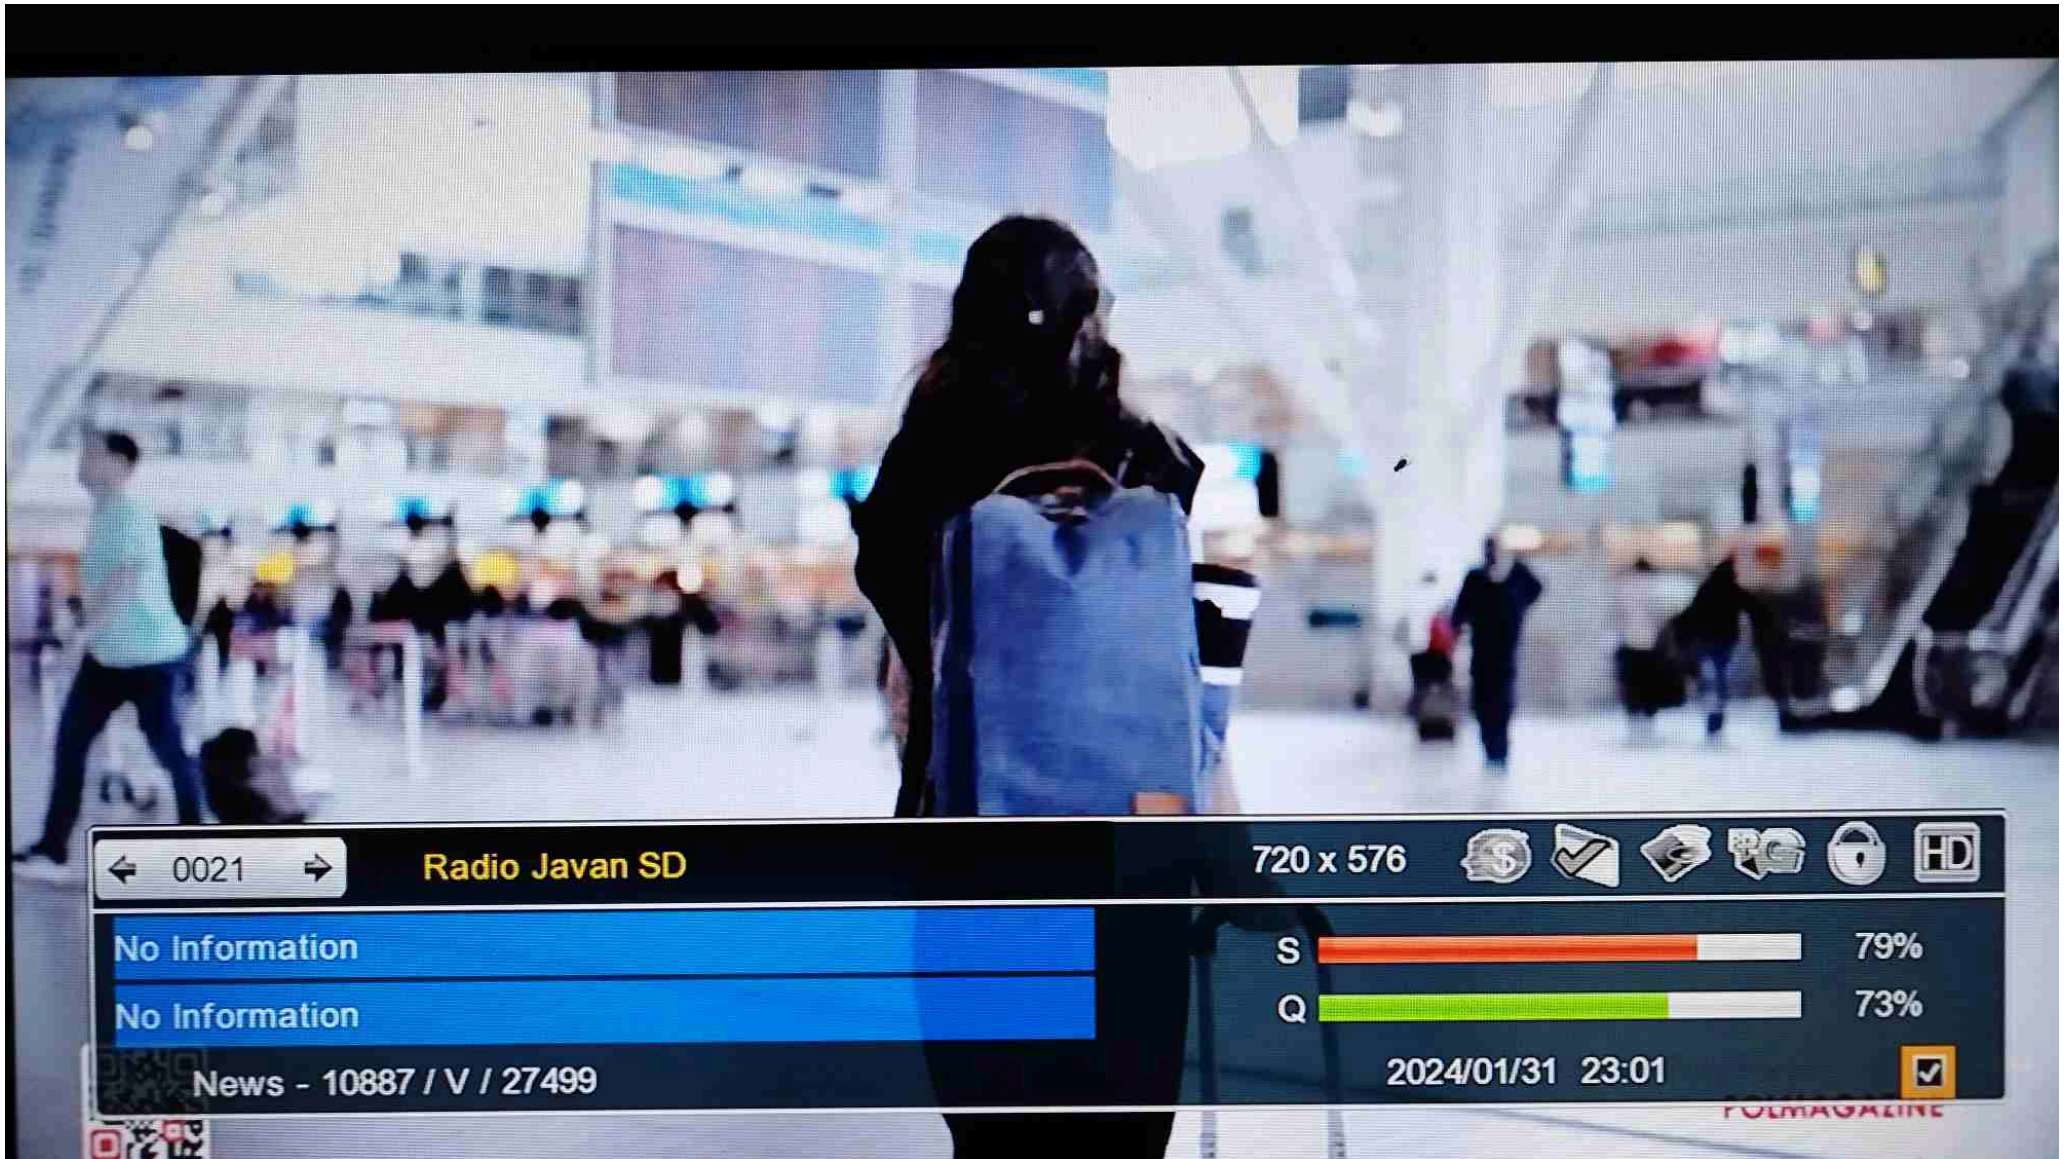 0021
Radio Javan SD
720 x 576
HD
No Information
S
79%
No Information
Q
73%
News - 10887 / V / 27499
2024/01/31 23:01
POLMAGAZINE